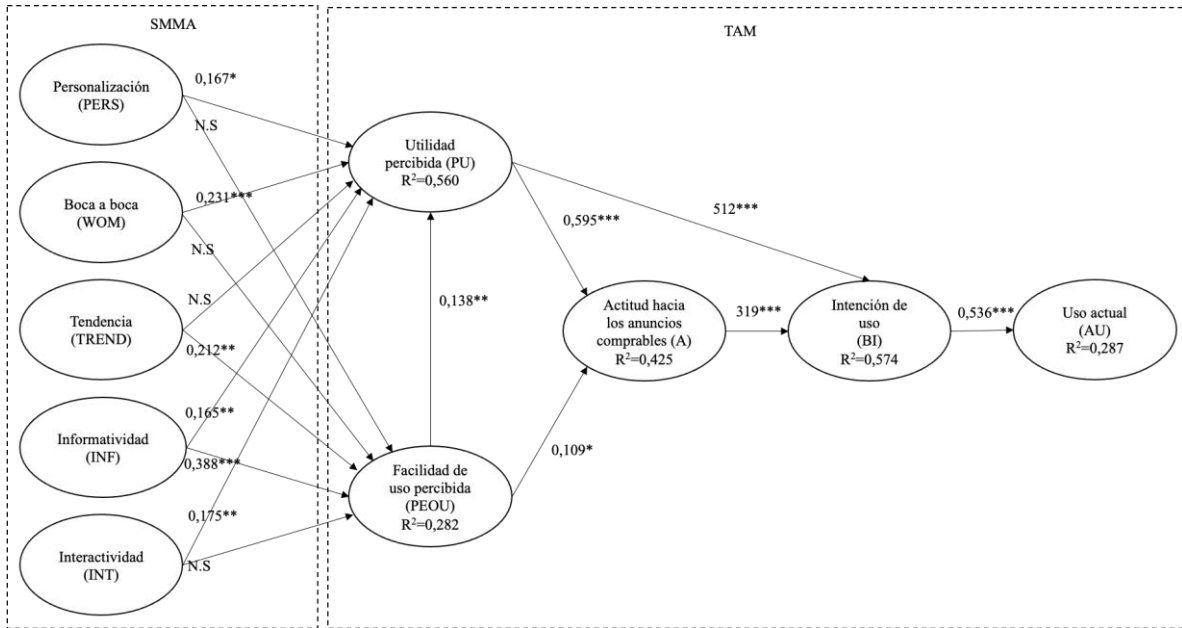 SMMA
TAM
Personalización
(PERS)
0,167*
N.S
Boca a boca
(WOM)
0,231***
N.S
Tendencia
(TREND)
N.S
0,212**
Informatividad
(INF)
0,165**
0,388***
Interactividad
(INT)
0,175**
N.S
Utilidad
percibida (PU)
R²=0,560
0,138**
Facilidad de
uso percibida
(PEOU)
R²=0,282
0,595***
512***
0,109*
Actitud hacia
los anuncios
comprables (A)
R²=0,425
319***
Intención de
uso
(BI)
R²=0,574
0,536***
Uso actual
(AU)
R²=0,287